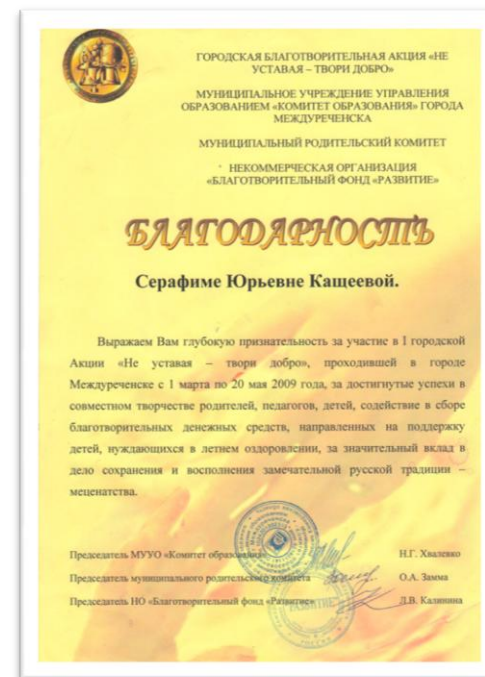 ГОРОДСКАЯ БЛАГОТВОРИТЕЛЬНАЯ АКЦИЯ «НЕ
УСТАВАЯ – ТВОРИ ДОБРО»
МУНИЦИПАЛЬНОЕ УЧРЕЖДЕНИЕ УПРАВЛЕНИЯ
ОБРАЗОВАНИЕМ «КОМИТЕТ ОБРАЗОВАНИЯ» ГОРОДА
МЕЖДУРЕЧЕНСКА
МУНИЦИПАЛЬНЫЙ РОДИТЕЛЬСКИЙ КОМИТЕТ
НЕКОММЕРЧЕСКАЯ ОРГАНИЗАЦИЯ
«БЛАГОТВОРИТЕЛЬНЫЙ ФОНД «РАЗВИТИЕ»
БЛАГОДАРНОСТЬ
Серафиме Юрьевне Кащеевой.
Выражаем Вам глубокую признательность за участие в I городской
Акции «Не уставая – твори добро», проходившей в городе
Междуреченске с 1 марта по 20 мая 2009 года, за достигнутые успехи в
совместном творчестве родителей, педагогов, детей, содействие в сборе
благотворительных денежных средств, направленных на поддержку
детей, нуждающихся в летнем оздоровлении, за значительный вклад в
дело сохранения и восполнения замечательной русской традиции –
меценатства.
Председатель МУУО «Комитет образования» Н.Г. Хвалевко
Председатель муниципального родительского комитета О.А. Замма
Председатель НО «Благотворительный фонд «Развитие» Л.В. Калинина
РАЗВИТИЕ